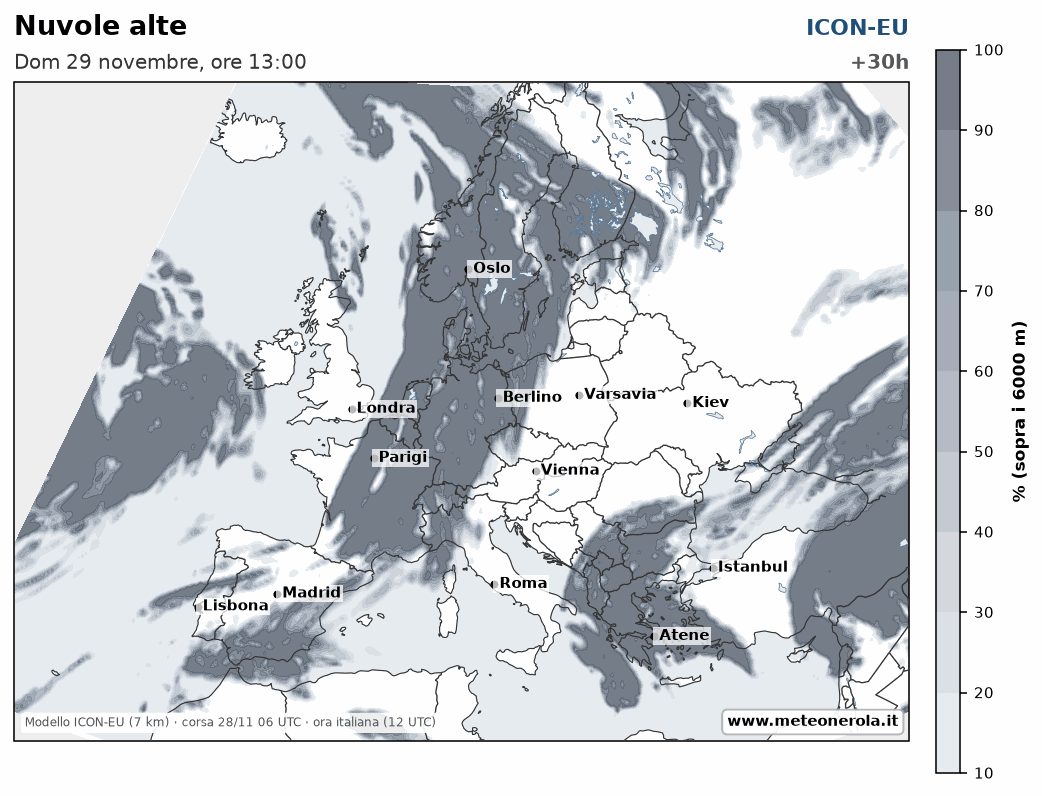 Nuvole alte
ICON-EU
Dom 29 novembre, ore 13:00
+30h
100
90
80
70
60
50
40
30
20
10
% (sopra i 6000 m)
Oslo
Berlino
Varsavia
Londra
Kiev
Parigi
Vienna
Istanbul
Roma
Madrid
Lisbona
Atene
Modello ICON-EU (7 km) · corsa 28/11 06 UTC · ora italiana (12 UTC)
www.meteonerola.it